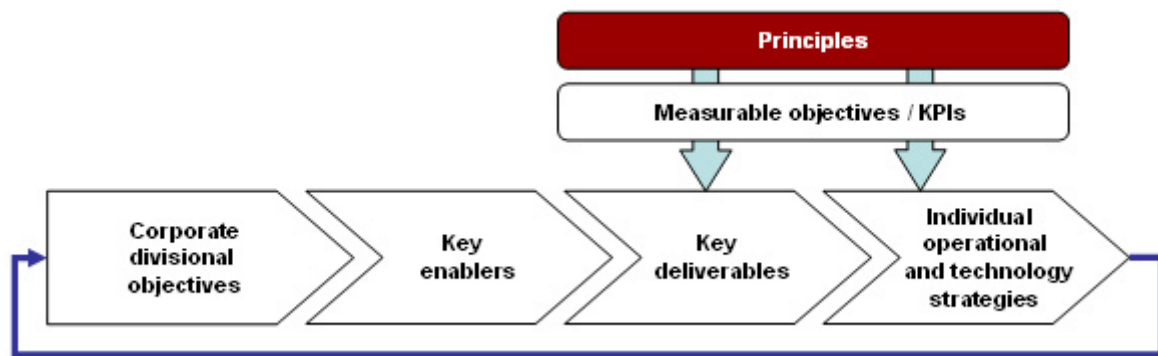 Principles
Measurable objectives / KPIs
Corporate
divisional
objectives
Key
enablers
Key
deliverables
Individual
operational
and technology
strategies